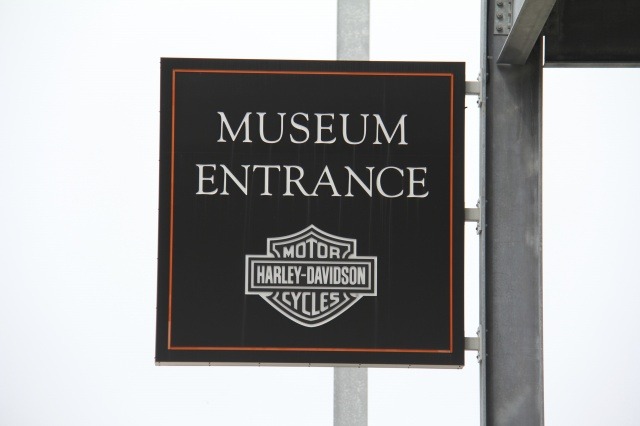 MUSEUM
ENTRANCE
MOTOR
HARLEY-DAVIDSON
CYCLES